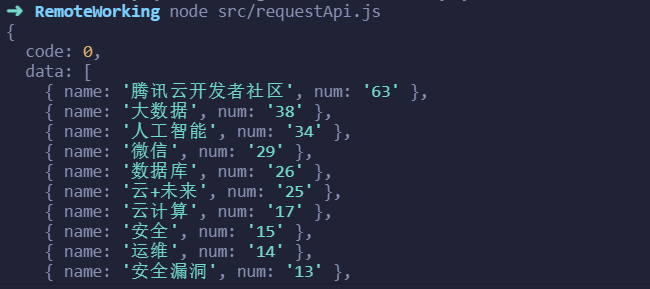 ➜ RemoteWorking node src/requestApi.js
{
  code: 0,
  data: [
    { name: '腾讯云开发者社区', num: '63' },
    { name: '大数据', num: '38' },
    { name: '人工智能', num: '34' },
    { name: '微信', num: '29' },
    { name: '数据库', num: '26' },
    { name: '云+未来', num: '25' },
    { name: '云计算', num: '17' },
    { name: '安全', num: '15' },
    { name: '运维', num: '14' },
    { name: '安全漏洞', num: '13' },